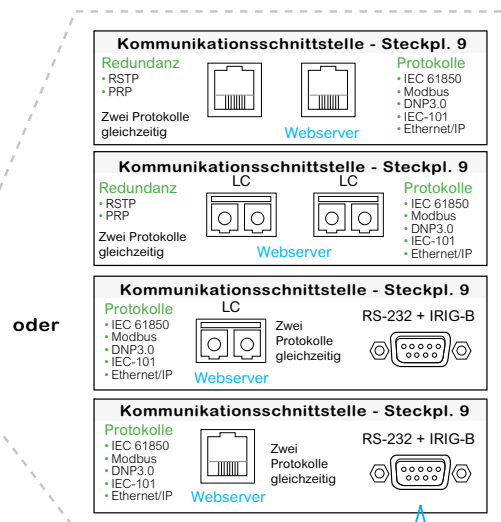 Kommunikationsschnittstelle - Steckpl. 9
Redundanz
• RSTP
• PRP
Zwei Protokolle
gleichzeitig
Webserver
Protokolle
• IEC 61850
• Modbus
• DNP3.0
• IEC-101
• Ethernet/IP
Kommunikationsschnittstelle - Steckpl. 9
Redundanz
• RSTP
• PRP
Zwei Protokolle
gleichzeitig
LC
LC
Webserver
Protokolle
• IEC 61850
• Modbus
• DNP3.0
• IEC-101
• Ethernet/IP
oder
Kommunikationsschnittstelle - Steckpl. 9
Protokolle
• IEC 61850
• Modbus
• DNP3.0
• IEC-101
• Ethernet/IP
LC
Webserver
Zwei
Protokolle
gleichzeitig
RS-232 + IRIG-B
Kommunikationsschnittstelle - Steckpl. 9
Protokolle
• IEC 61850
• Modbus
• DNP3.0
• IEC-101
• Ethernet/IP
Webserver
Zwei
Protokolle
gleichzeitig
RS-232 + IRIG-B